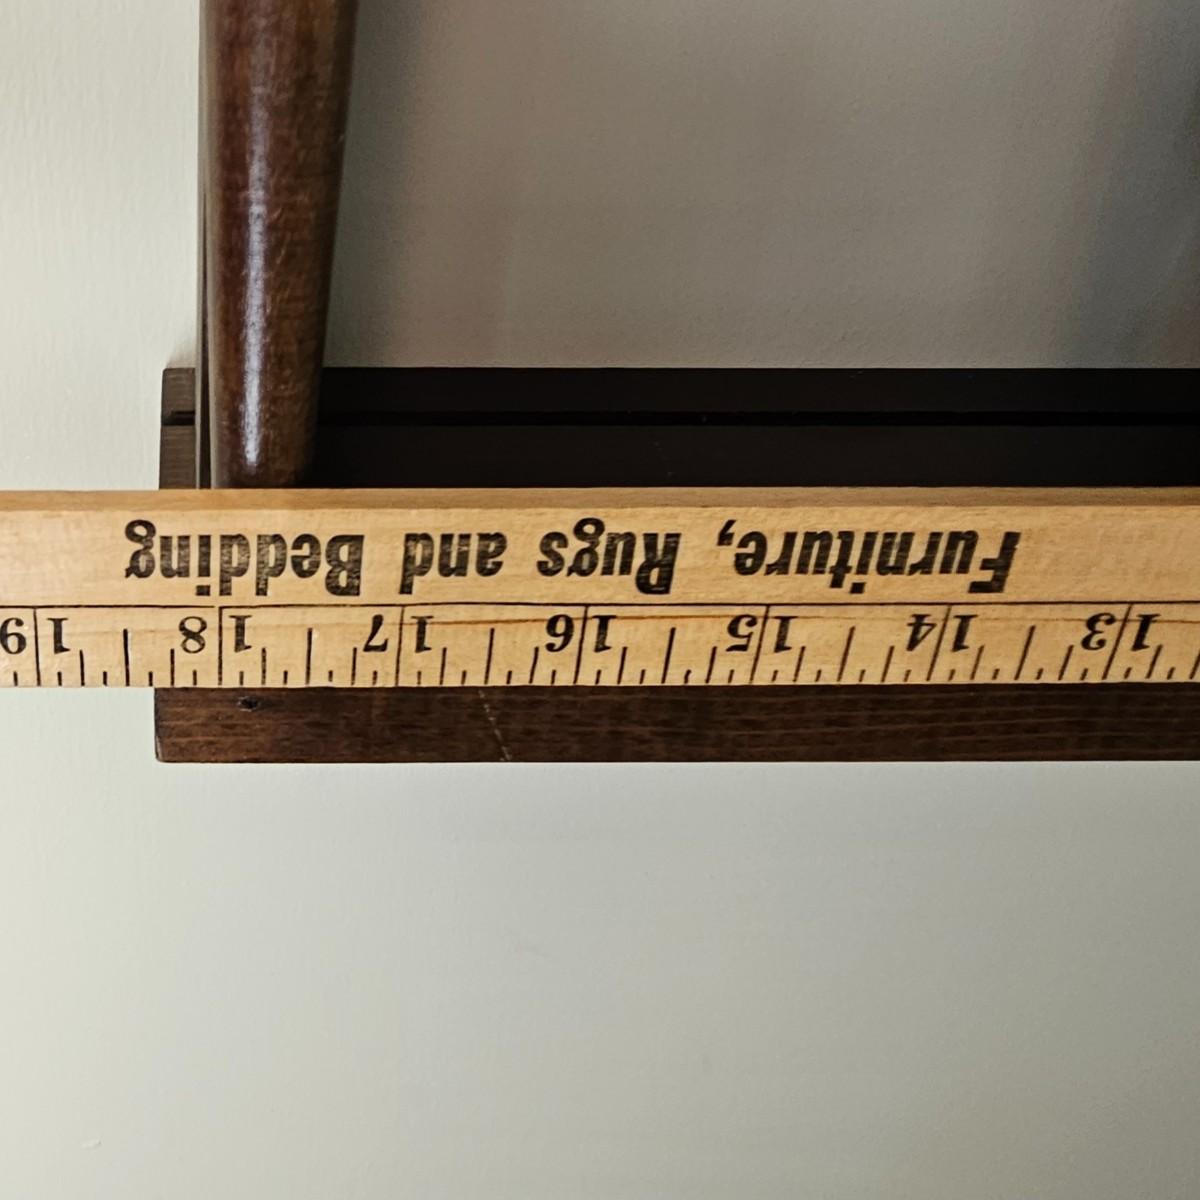 Furniture, Rugs and Bedding
13 14 15 16 17 18 19